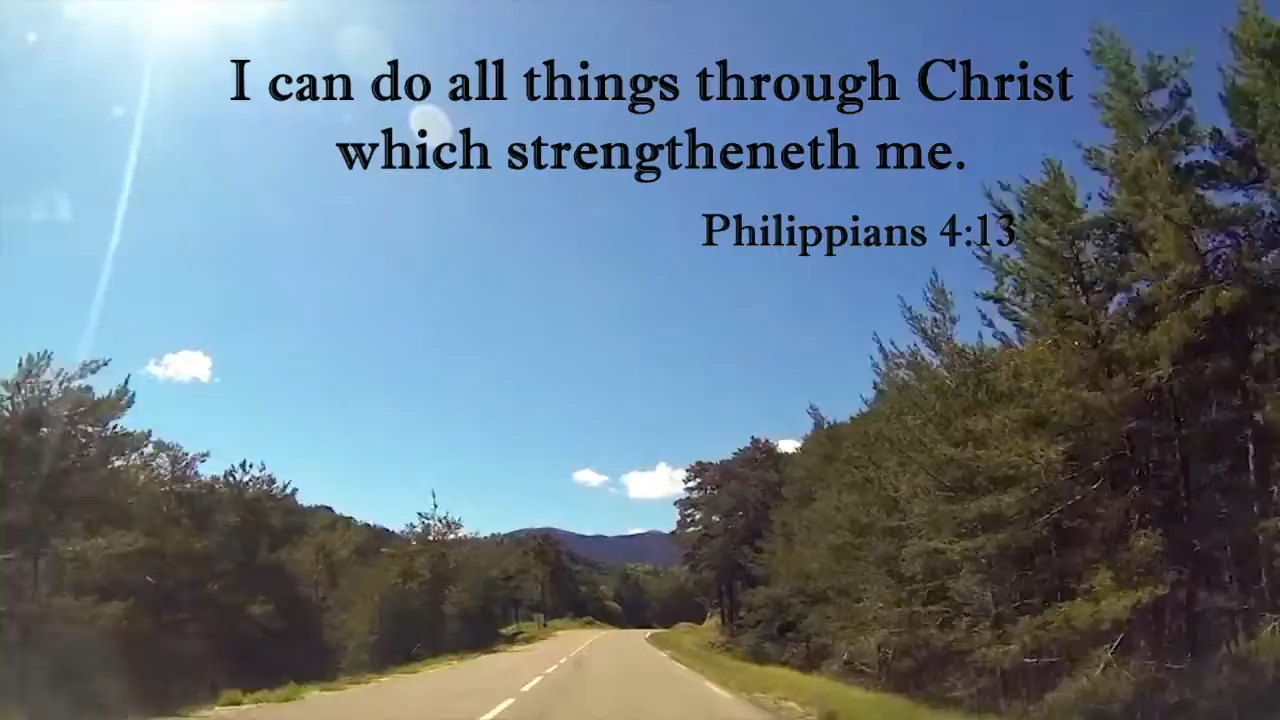 I can do all things through Christ
which strengtheneth me.
Philippians 4:13